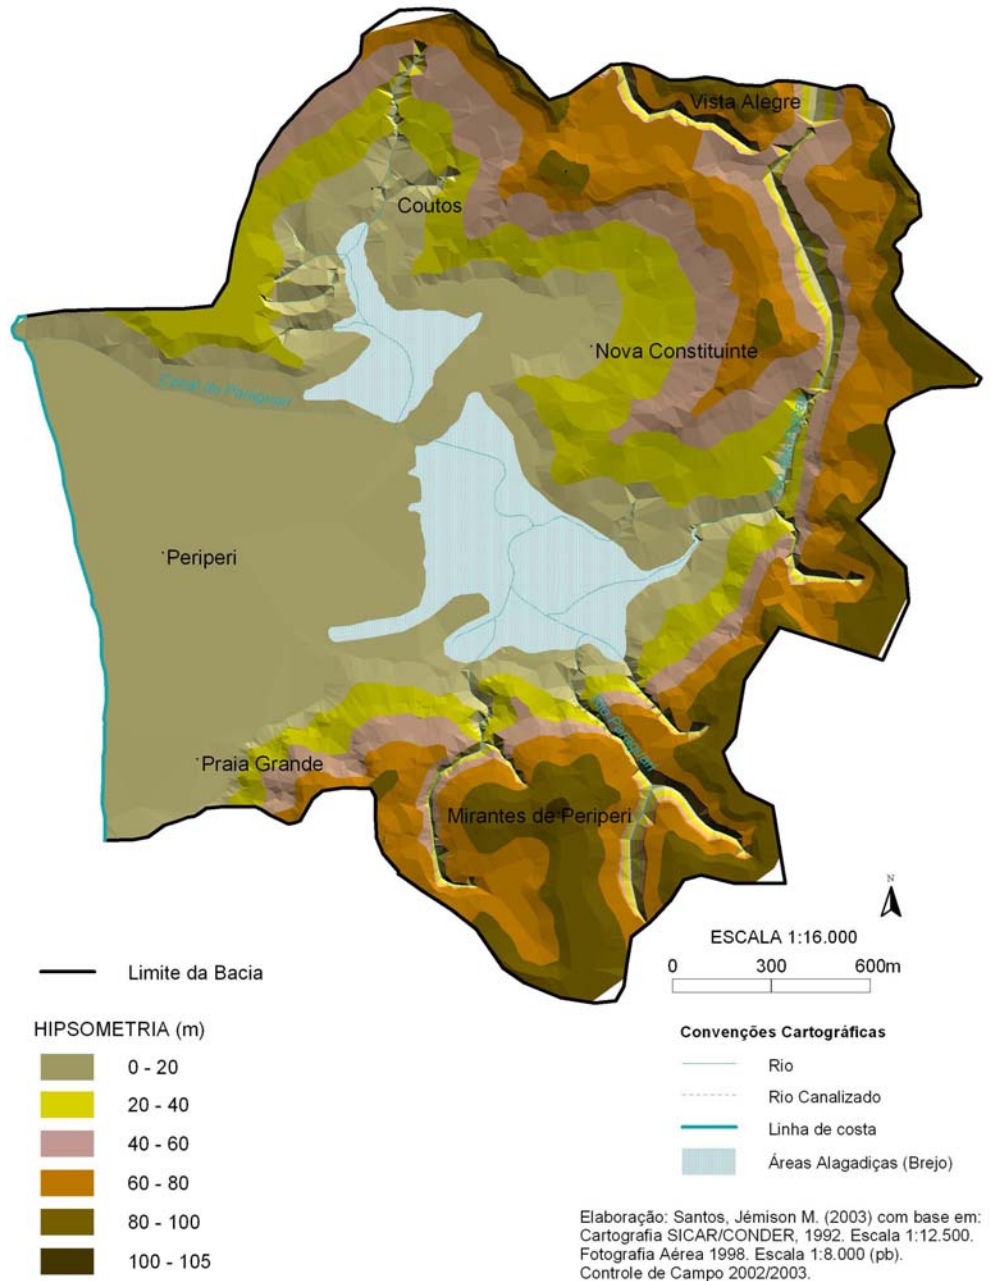 Vista Alegre
Coutos
Nova Constituinte
Canal do Paraguari
Periperi
Praia Grande
Rio Paraguari
Mirantes de Periperi
N
ESCALA 1:16.000
0 300 600m
Limite da Bacia
HIPSOMETRIA (m)
0 - 20
20 - 40
40 - 60
60 - 80
80 - 100
100 - 105
Convenções Cartográficas
Rio
Rio Canalizado
Linha de costa
Áreas Alagadiças (Brejo)
Elaboração: Santos, Jémison M. (2003) com base em:
Cartografia SICAR/CONDER, 1992. Escala 1:12.500.
Fotografia Aérea 1998. Escala 1:8.000 (pb).
Controle de Campo 2002/2003.